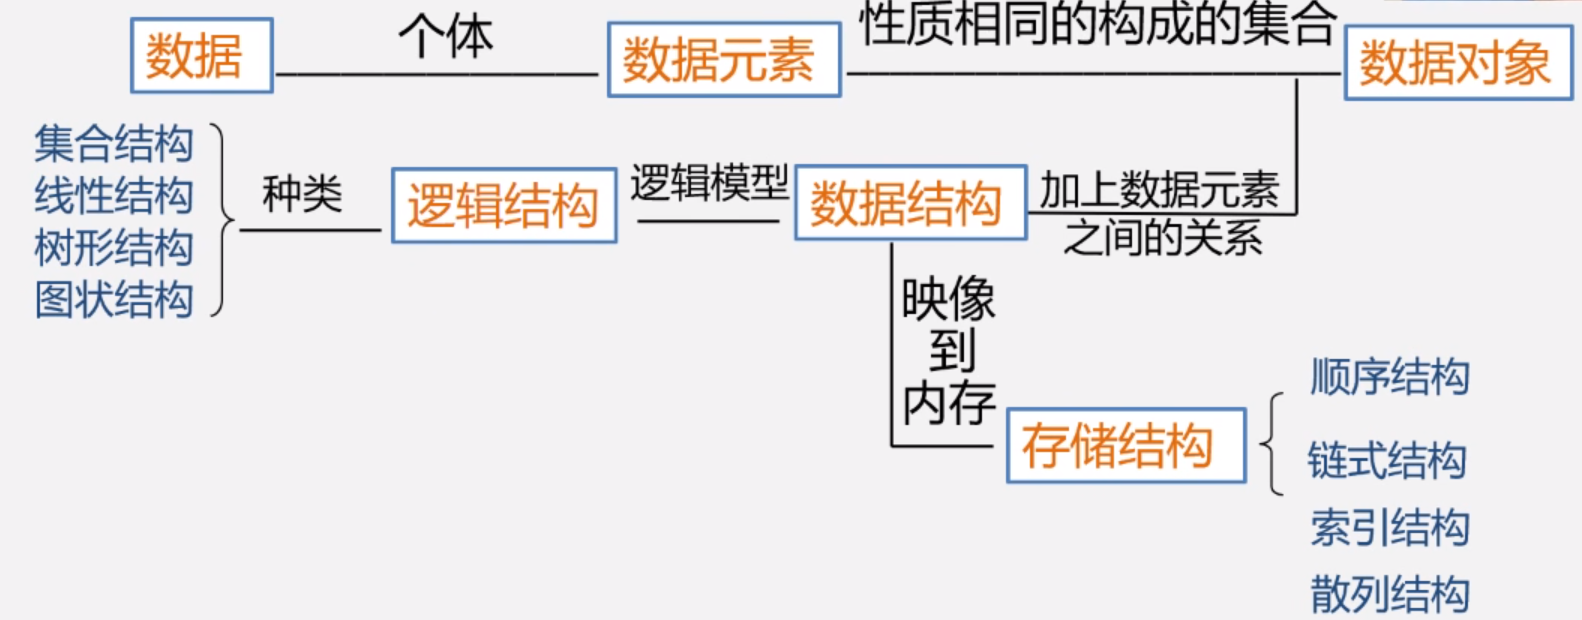 数据
个体
数据元素
性质相同的构成的集合
数据对象
集合结构
线性结构
树形结构
图状结构
种类
逻辑结构
逻辑模型
数据结构
加上数据元素
之间的关系
映像
到
内存
存储结构
顺序结构
链式结构
索引结构
散列结构